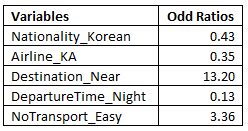 Variables Odd Ratios
Nationality_Korean 0.43
Airline_KA 0.35
Destination_Near 13.20
DepartureTime_Night 0.13
NoTransport_Easy 3.36